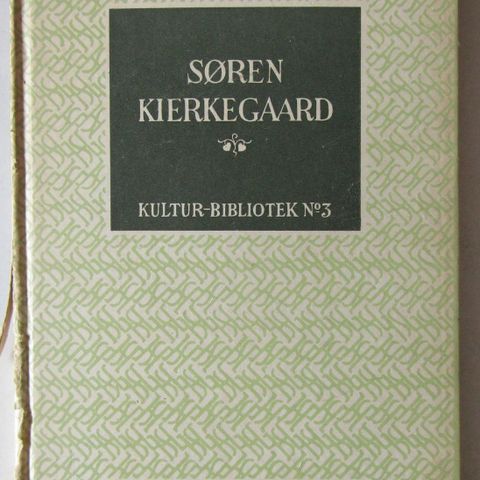 SØREN
KIERKEGAARD
KULTUR-BIBLIOTEK Nº3